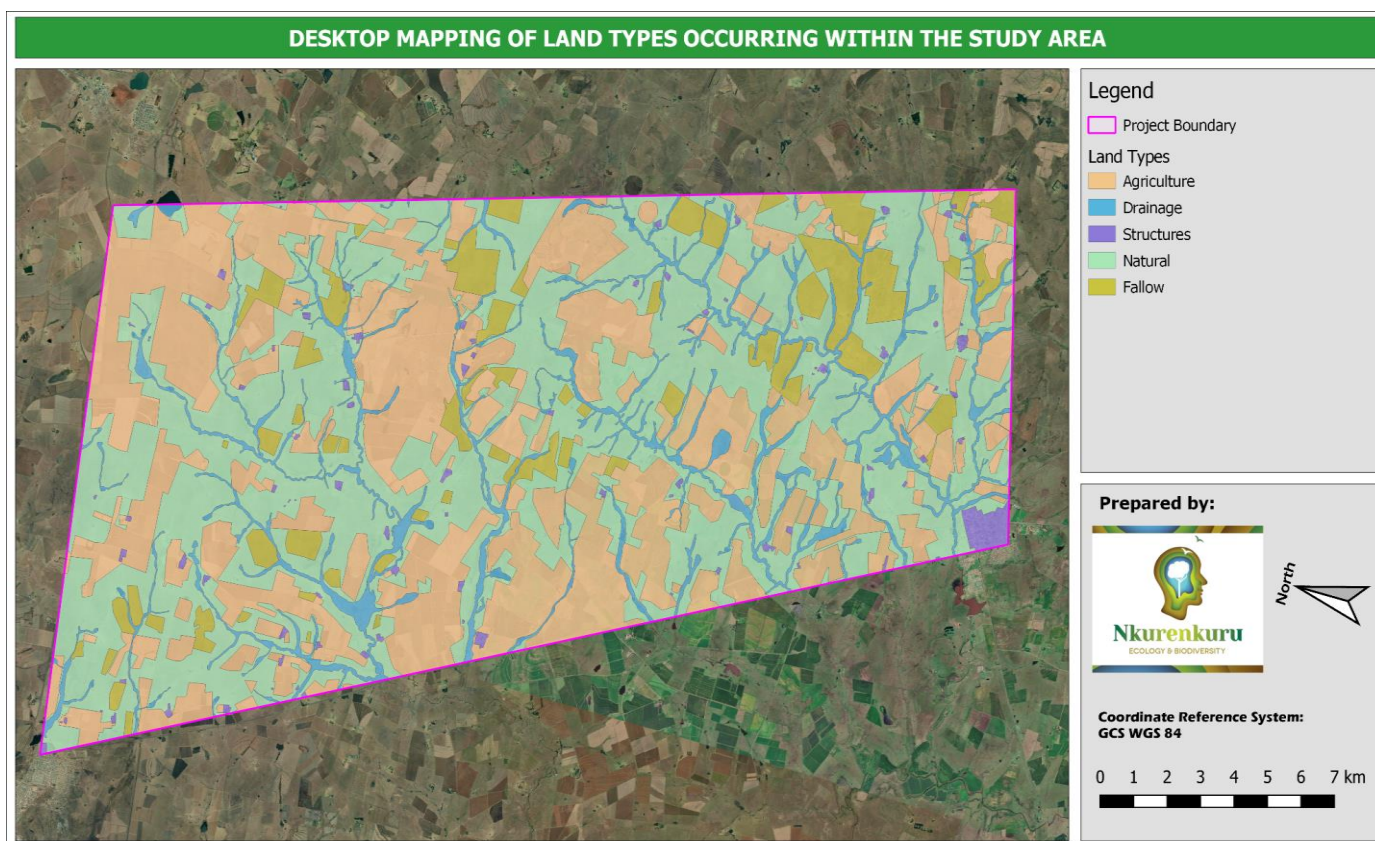 DESKTOP MAPPING OF LAND TYPES OCCURRING WITHIN THE STUDY AREA
Legend
Project Boundary
Land Types
Agriculture
Drainage
Structures
Natural
Fallow
Prepared by:
Nkurenkuru
ECOLOGY & BIODIVERSITY
North
Coordinate Reference System:
GCS WGS 84
0 1 2 3 4 5 6 7 km